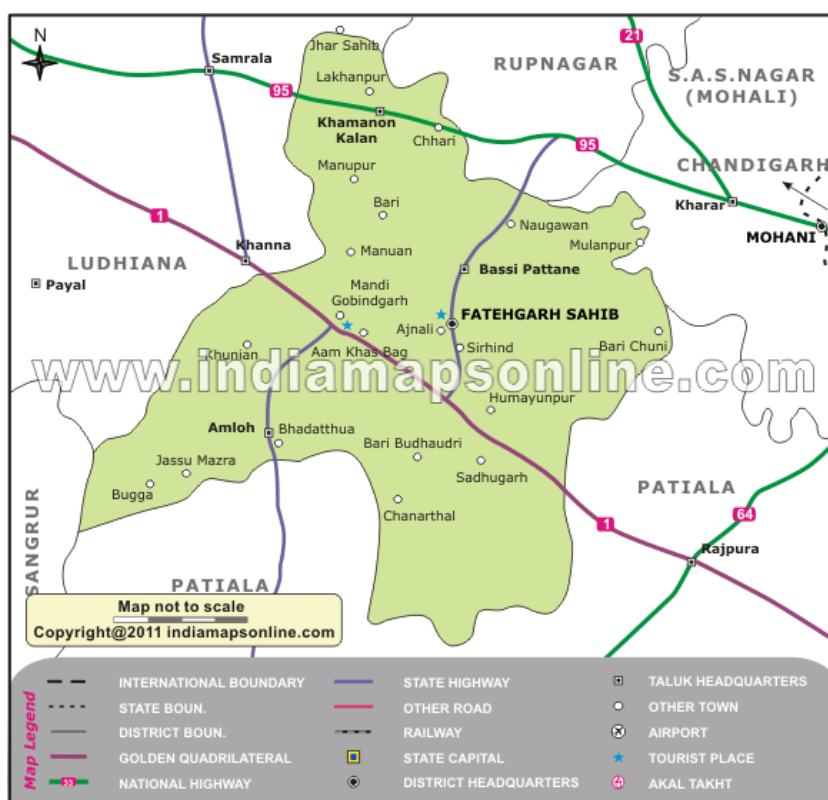 N
Jhar Sahib
Samrala
RUPNAGAR
21
S.A.S.NAGAR
(MOHALI)
Lakhanpur
95
Khamanon
Kalan
Chhari
95
CHANDIGARH
Manupur
Bari
Kharar
1
Naugawan
MOHANI
Khanna
Manuan
Mulanpur
LUDHIANA
Bassi Pattane
Payal
Mandi
Gobindgarh
FATEHGARH SAHIB
Ajnali
Khunian
Aam Khas Bag
Sirhind
Bari Chuni
www.indiamapsonline.com
Humayunpur
Amloh
Bhadatthua
Bari Budhaudri
Jassu Mazra
Sadhugarh
Bugga
PATIALA
Chanarthal
64
1
SANGRUR
Rajpura
PATIALA
Map not to scale
Copyright@2011 indiamapsonline.com
Map Legend
INTERNATIONAL BOUNDARY
STATE BOUN.
DISTRICT BOUN.
GOLDEN QUADRILATERAL
33 NATIONAL HIGHWAY
STATE HIGHWAY
OTHER ROAD
RAILWAY
STATE CAPITAL
DISTRICT HEADQUARTERS
TALUK HEADQUARTERS
OTHER TOWN
AIRPORT
TOURIST PLACE
AKAL TAKHT